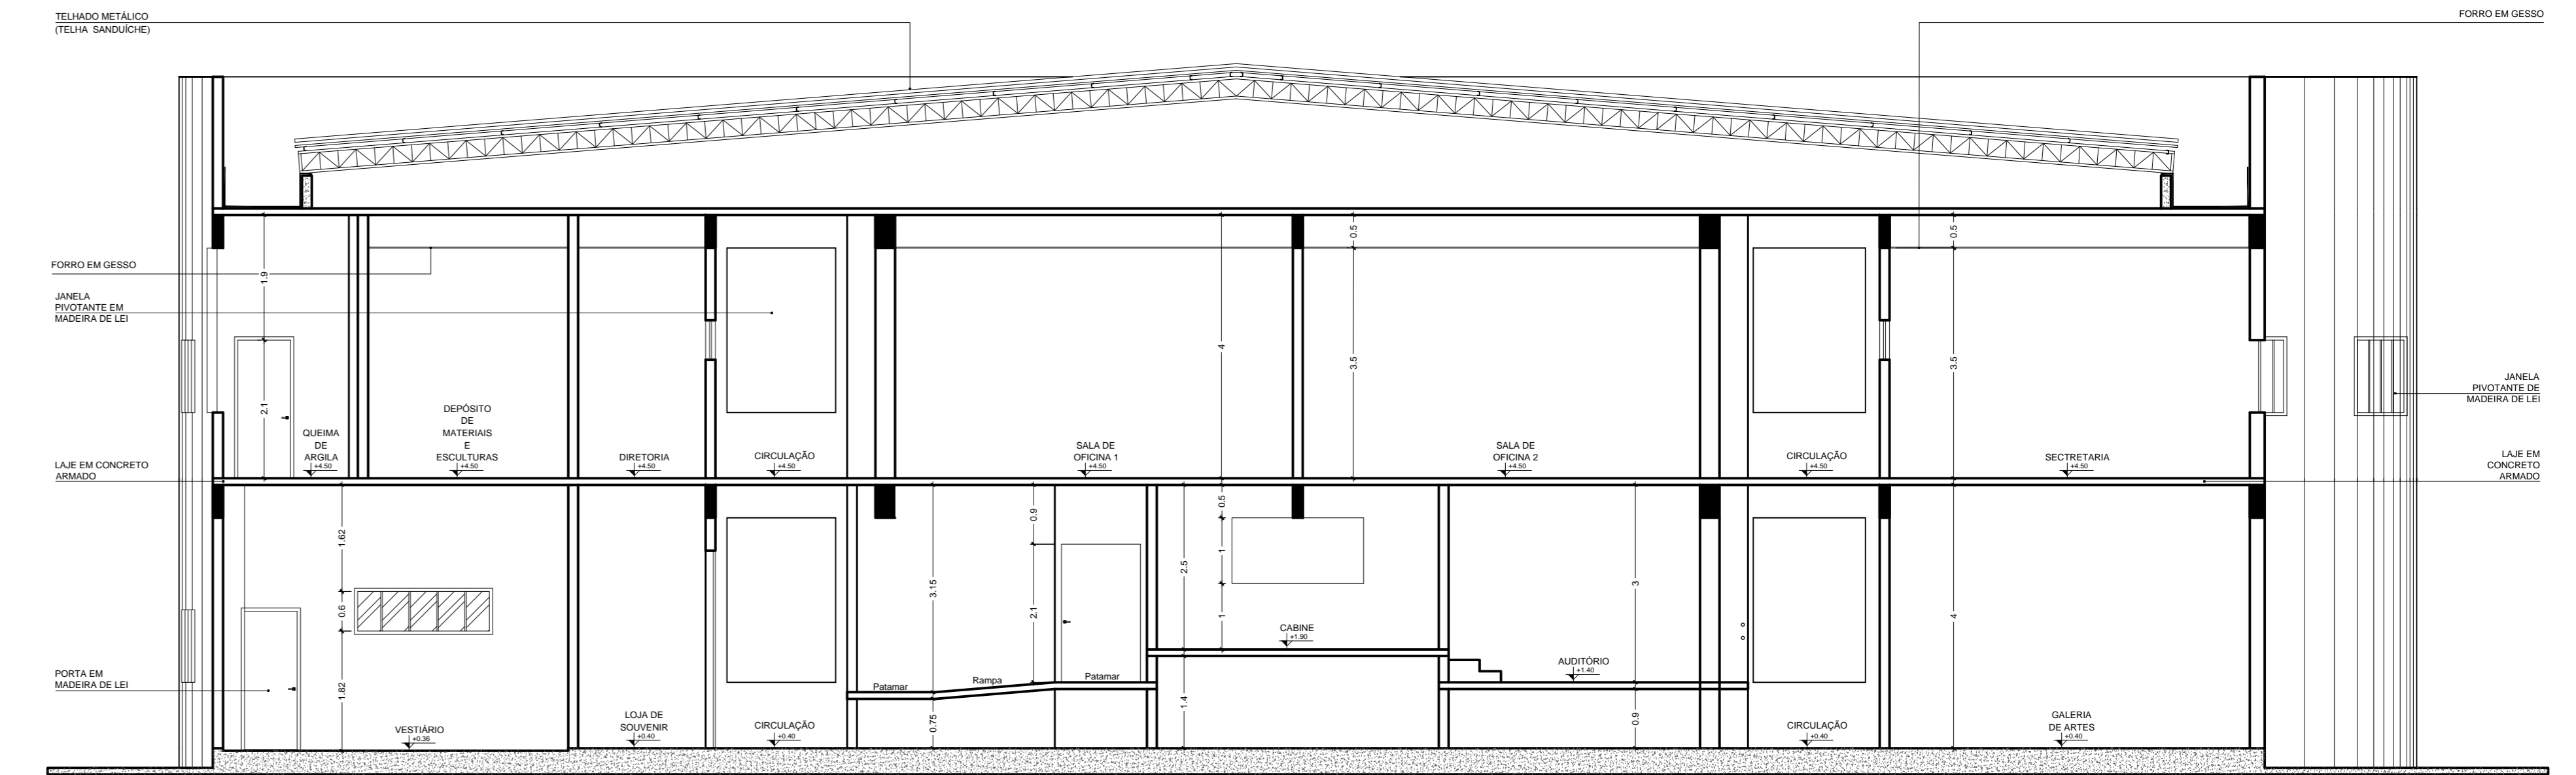 TELHADO METÁLICO
(TELHA SANDUÍCHE)
FORRO EM GESSO
FORRO EM GESSO
JANELA
PIVOTANTE EM
MADEIRA DE LEI
LAJE EM CONCRETO
ARMADO
PORTA EM
MADEIRA DE LEI
JANELA
PIVOTANTE DE
MADEIRA DE LEI
LAJE EM
CONCRETO
ARMADO
1.9
2.1
4
0.5
3.5
0.5
3.5
QUEIMA
DE
ARGILA
+4.50
DEPÓSITO
DE
MATERIAIS
E
ESCULTURAS
+4.50
DIRETORIA
+4.50
CIRCULAÇÃO
+4.50
SALA DE
OFICINA 1
+4.50
SALA DE
OFICINA 2
+4.50
CIRCULAÇÃO
+4.50
SECTRETARIA
+4.50
1.62
0.6
1.82
3.15
0.75
0.9
2.1
2.5
1.4
0.5
1
1
3
0.9
4
VESTIÁRIO
+0.36
LOJA DE
SOUVENIR
+0.40
CIRCULAÇÃO
+0.40
Patamar
Rampa
Patamar
CABINE
+1.90
AUDITÓRIO
+1.40
CIRCULAÇÃO
+0.40
GALERIA
DE ARTES
+0.40